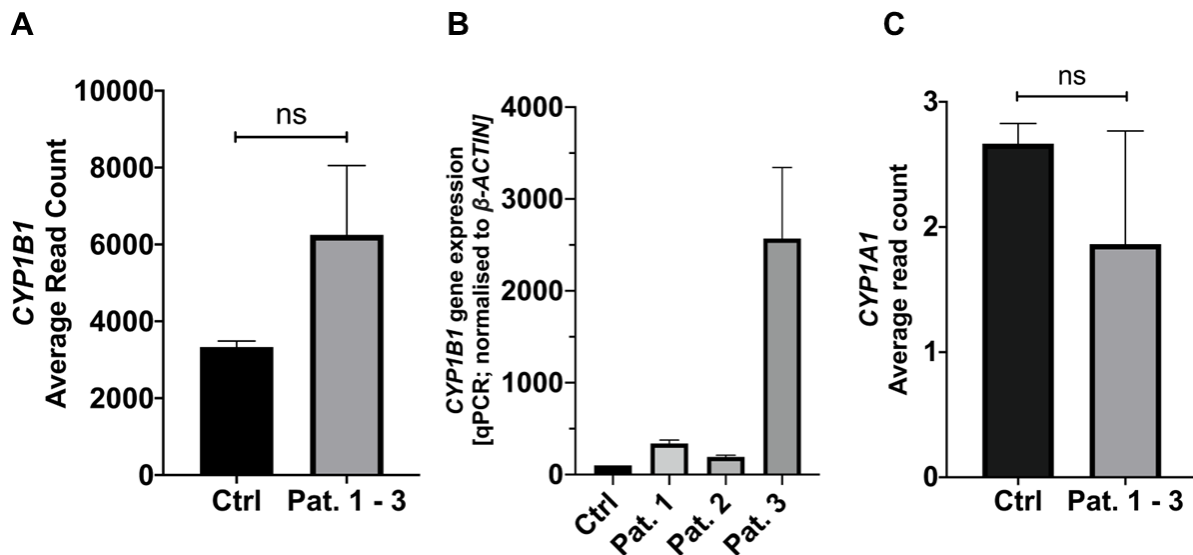 A
CYP1B1
Average Read Count
10000
8000
6000
4000
2000
0
ns
Ctrl
Pat. 1 - 3
B
CYP1B1 gene expression
[qPCR; normalised to β-ACTIN]
4000
3000
2000
1000
0
Ctrl
Pat. 1
Pat. 2
Pat. 3
C
CYP1A1
Average read count
3
2
1
0
ns
Ctrl
Pat. 1 - 3